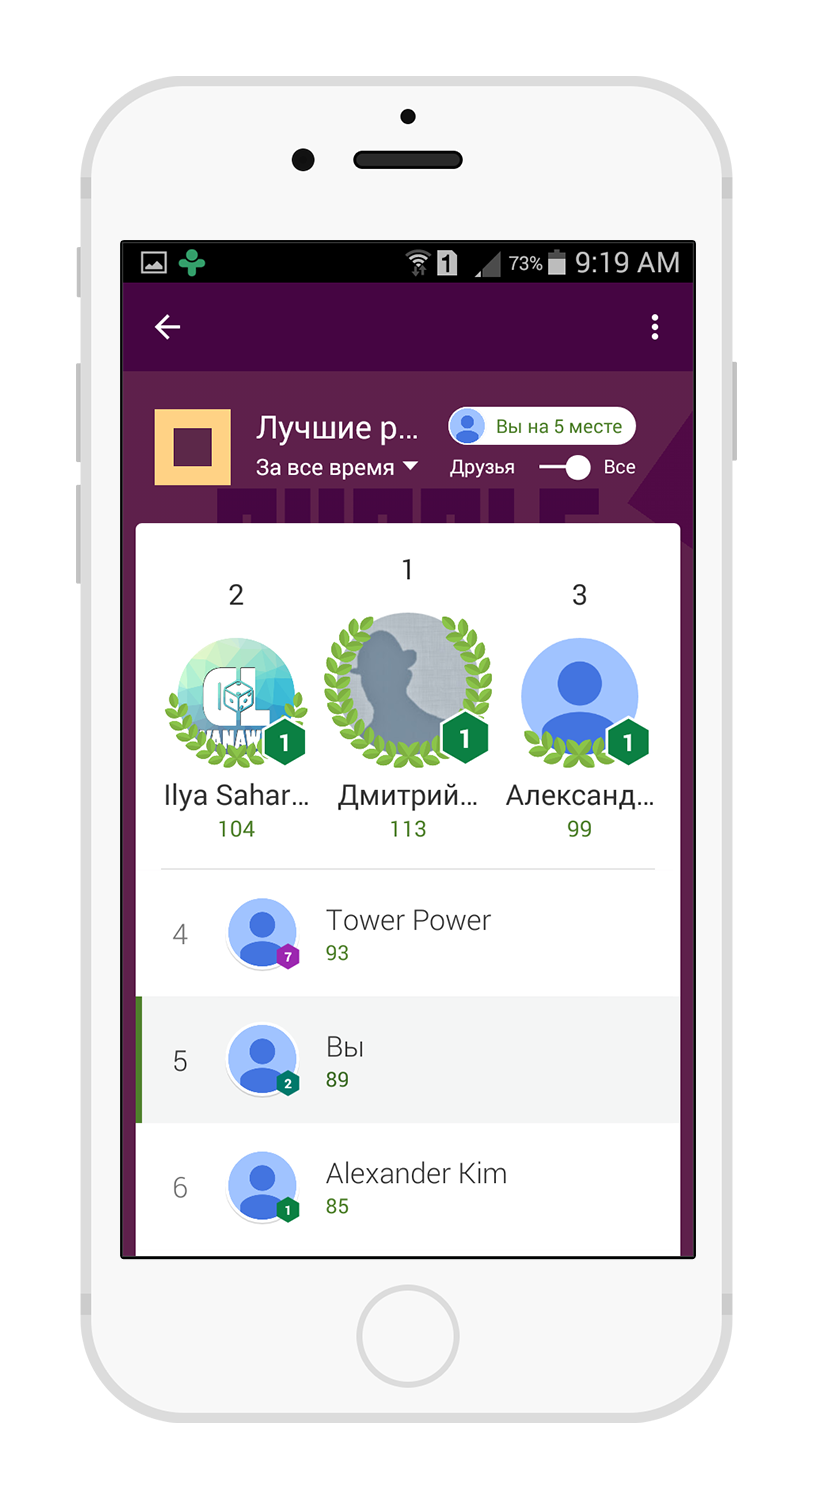 1 73% 9:19 AM
Лучшие р... Вы на 5 месте
За все время Друзья Все
1
2 3
1 1 1
Ilya Sahar... Дмитрий... Александ...
104 113 99
4 Tower Power
7 93
5 Вы
2 89
6 Alexander Kim
1 85